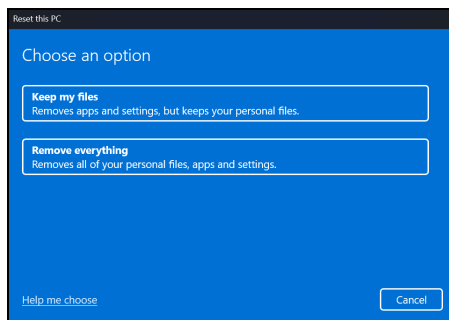 Reset this PC
Choose an option
Keep my files
Removes apps and settings, but keeps your personal files.
Remove everything
Removes all of your personal files, apps and settings.
Help me choose
Cancel